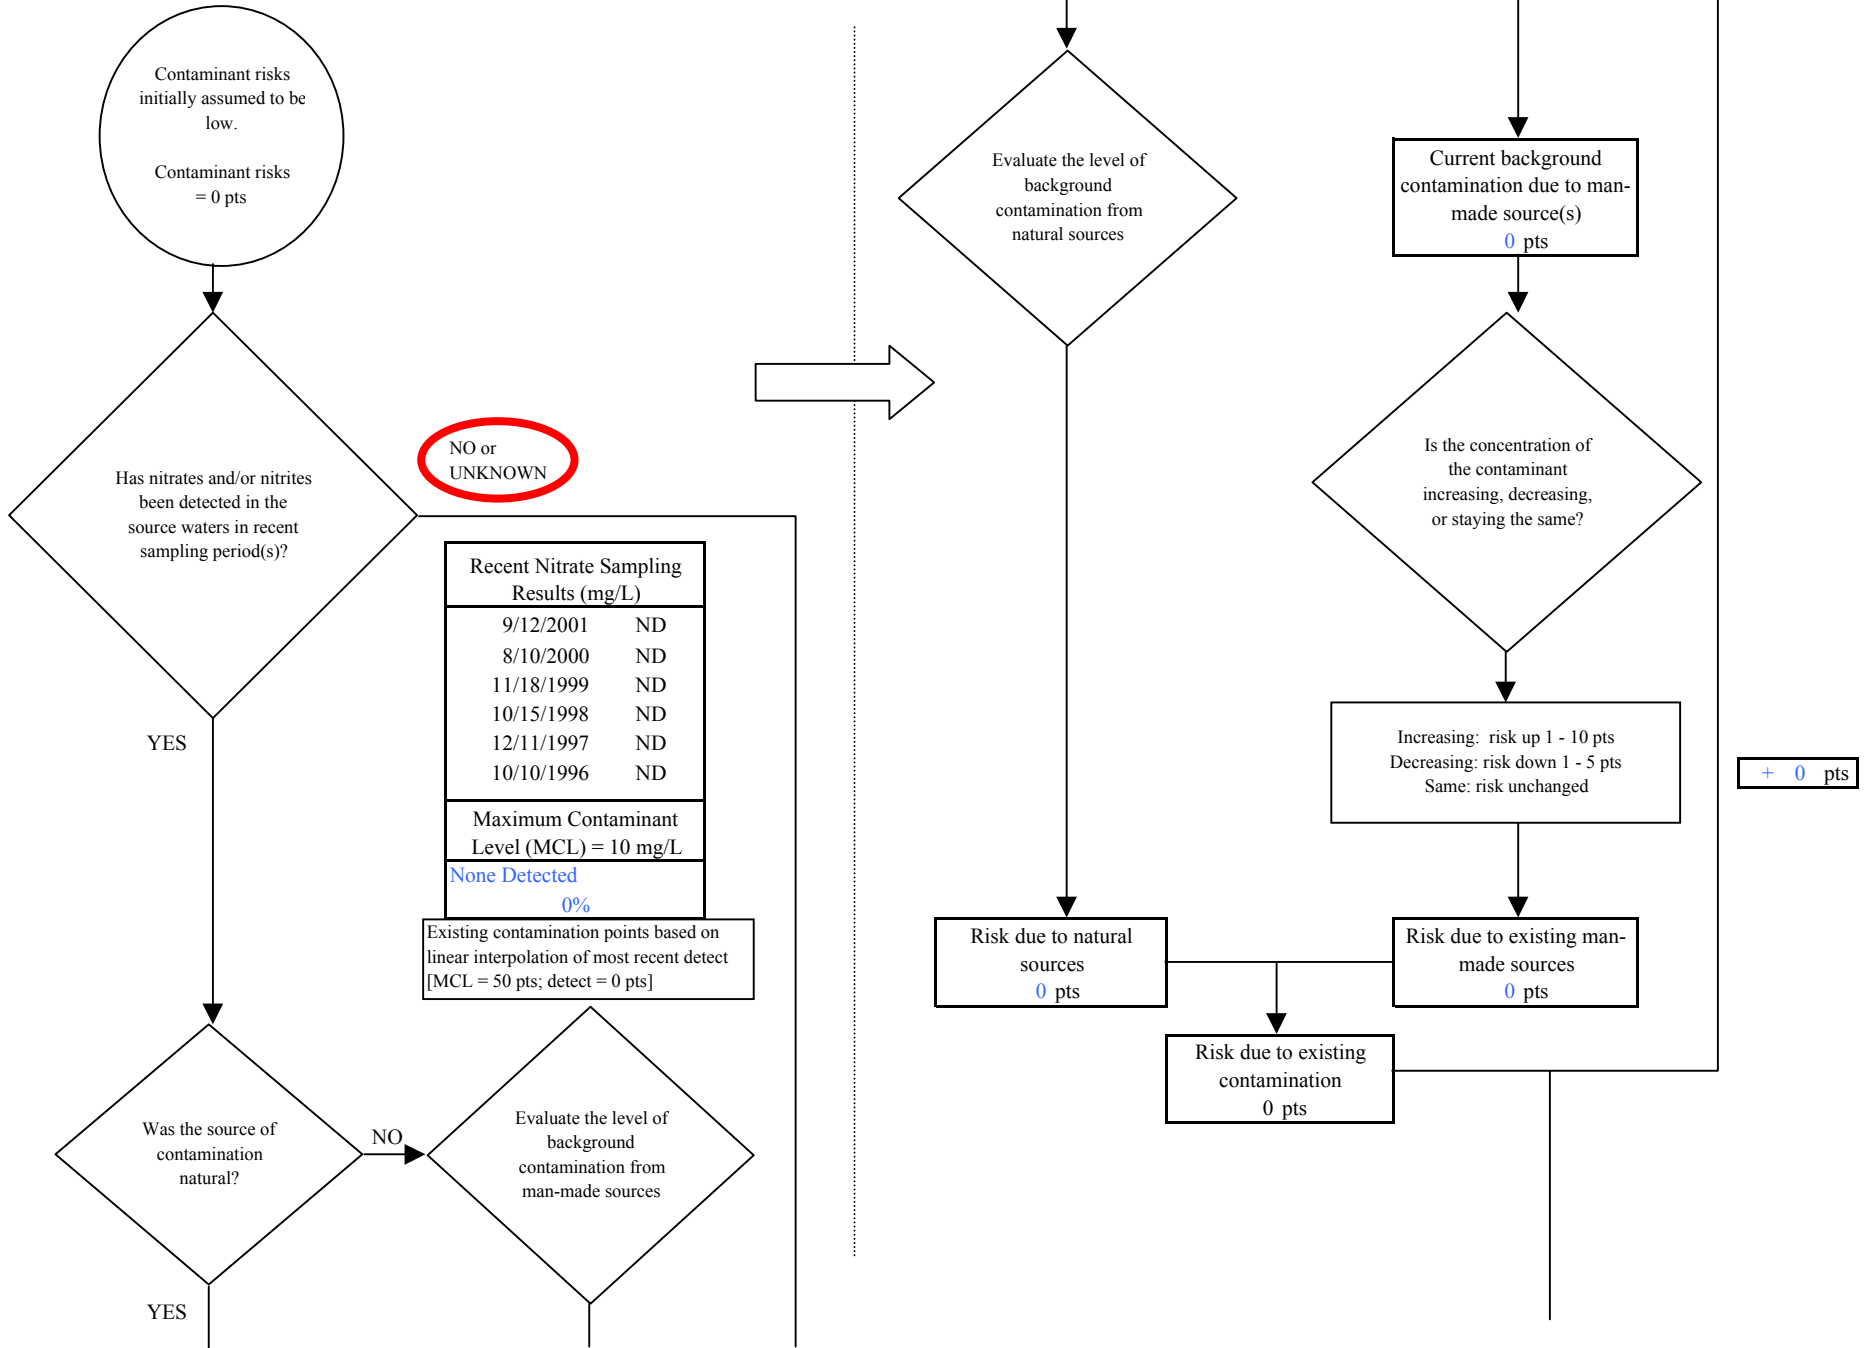 Contaminant risks
initially assumed to be
low.
Contaminant risks
= 0 pts
Has nitrates and/or nitrites
been detected in the
source waters in recent
sampling period(s)?
NO or
UNKNOWN
YES
Recent Nitrate Sampling
Results (mg/L)
9/12/2001 ND
8/10/2000 ND
11/18/1999 ND
10/15/1998 ND
12/11/1997 ND
10/10/1996 ND
Maximum Contaminant
Level (MCL) = 10 mg/L
None Detected
0%
Existing contamination points based on
linear interpolation of most recent detect
[MCL = 50 pts; detect = 0 pts]
Was the source of
contamination
natural?
NO
YES
Evaluate the level of
background
contamination from
man-made sources
Evaluate the level of
background
contamination from
natural sources
Current background
contamination due to man-
made source(s)
0 pts
Is the concentration of
the contaminant
increasing, decreasing,
or staying the same?
Increasing: risk up 1 - 10 pts
Decreasing: risk down 1 - 5 pts
Same: risk unchanged
+ 0 pts
Risk due to natural
sources
0 pts
Risk due to existing man-
made sources
0 pts
Risk due to existing
contamination
0 pts